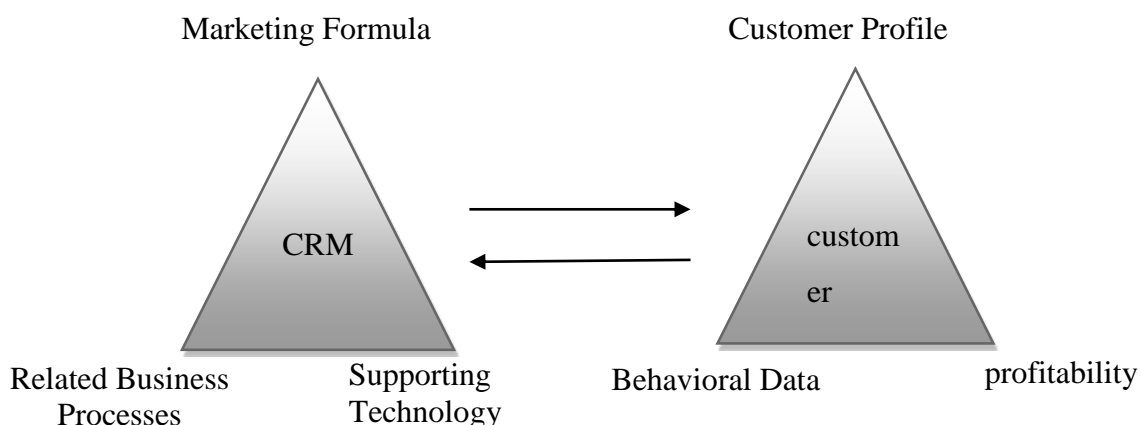 Marketing Formula
Customer Profile
CRM
custom
er
Related Business
Processes
Supporting
Technology
Behavioral Data
profitability